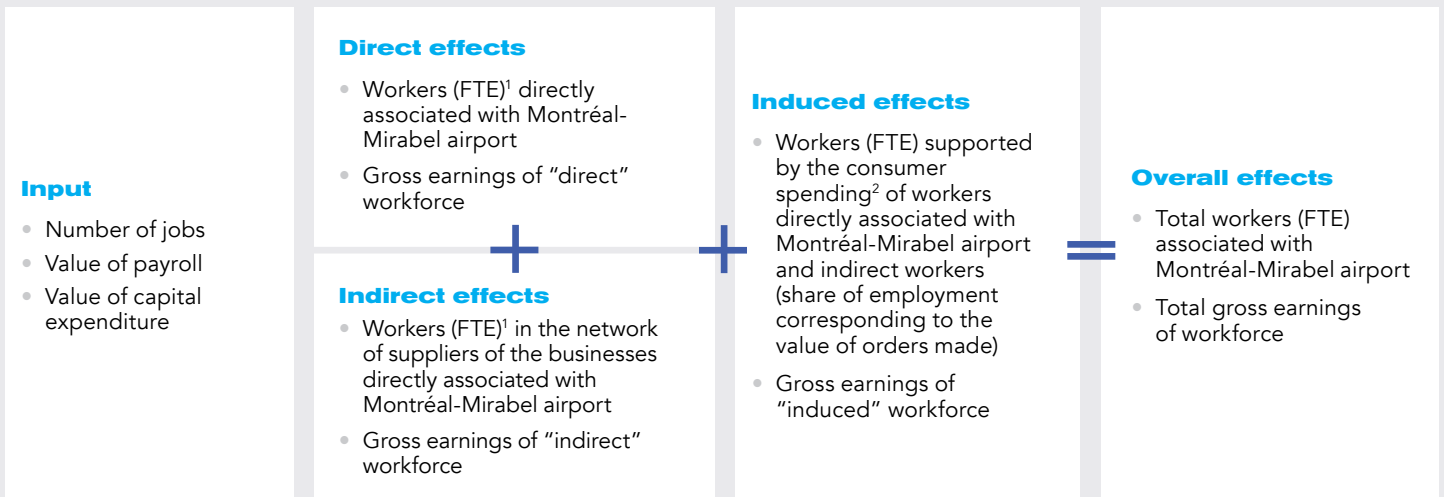 Input
• Number of jobs
• Value of payroll
• Value of capital
expenditure
Direct effects
• Workers (FTE)¹ directly
associated with Montréal-
Mirabel airport
• Gross earnings of “direct”
workforce
+
Indirect effects
• Workers (FTE)¹ in the network
of suppliers of the businesses
directly associated with
Montréal-Mirabel airport
• Gross earnings of “indirect”
workforce
+
Induced effects
• Workers (FTE) supported
by the consumer
spending² of workers
directly associated with
Montréal-Mirabel airport
and indirect workers
(share of employment
corresponding to the
value of orders made)
• Gross earnings of
“induced” workforce
=
Overall effects
• Total workers (FTE)
associated with
Montréal-Mirabel airport
• Total gross earnings
of workforce